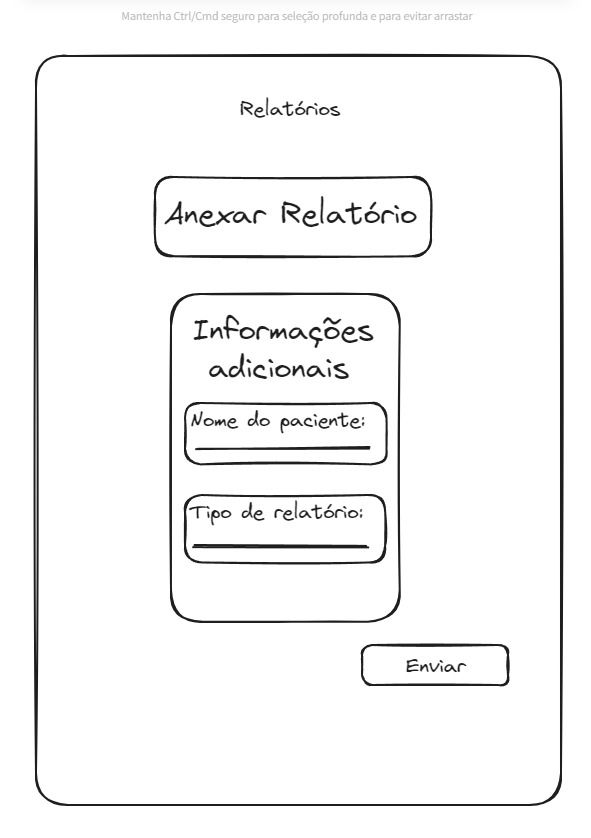 Mantenha Ctrl/Cmd seguro para seleção profunda e para evitar arrastar
Relatórios
Anexar Relatório
Informações
adicionais
Nome do paciente:
Tipo de relatório:
Enviar